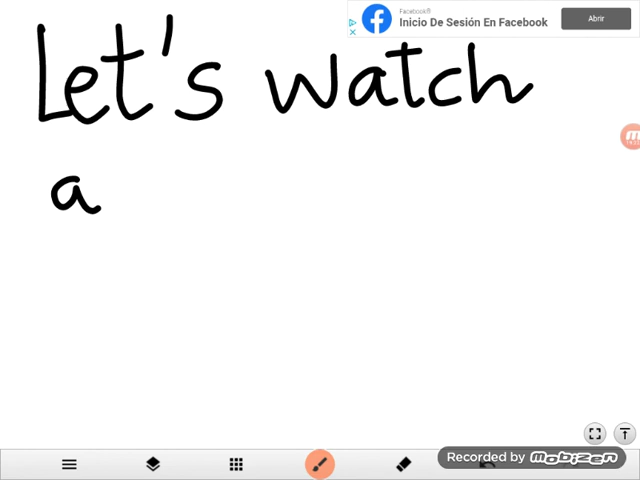 Facebook®
Inicio De Sesión En Facebook
Abrir
Let's watch
a
Recorded by mobizen